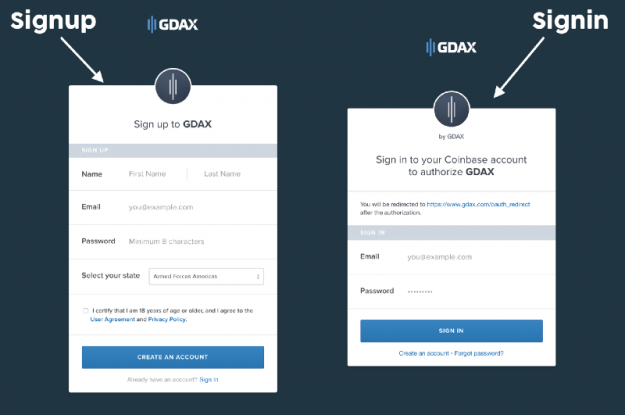 Signup
GDAX
Sign up to GDAX
SIGN UP
Name First Name Last Name
Email you@example.com
Password Minimum 8 characters
Select your state Armed Forces Americas
I certify that I am 18 years of age or older, and I agree to the
User Agreement and Privacy Policy.
CREATE AN ACCOUNT
Already have an account? Sign In
Signin
GDAX
by GDAX
Sign in to your Coinbase account
to authorize GDAX
You will be redirected to https://www.gdax.com/oauth_redirect
after the authorization.
SIGN IN
Email you@example.com
Password ·········
SIGN IN
Create an account • Forgot password?